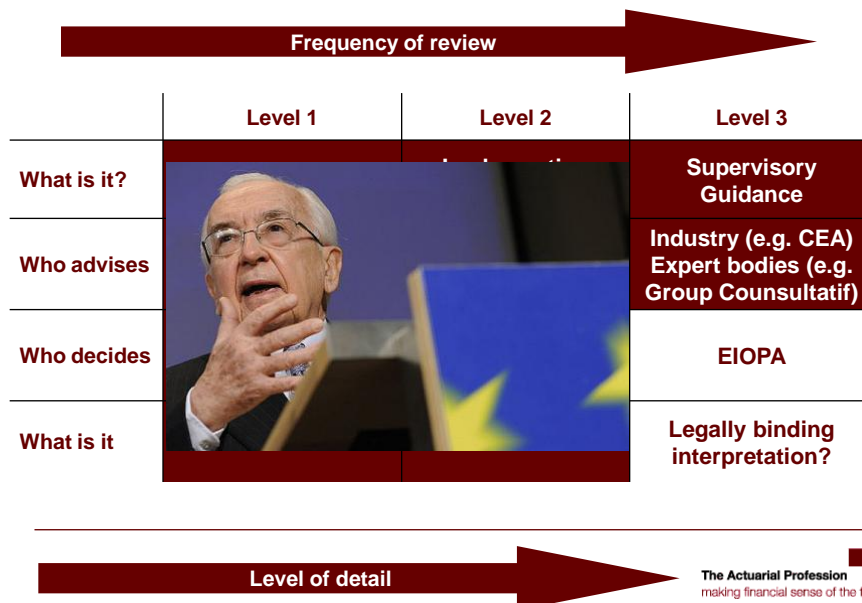 Frequency of review
Level 1
Level 2
Level 3
What is it?
Supervisory
Guidance
Who advises
Industry (e.g. CEA)
Expert bodies (e.g.
Group Counsultatif)
Who decides
EIOPA
What is it
Legally binding
interpretation?
Level of detail
The Actuarial Profession
making financial sense of the